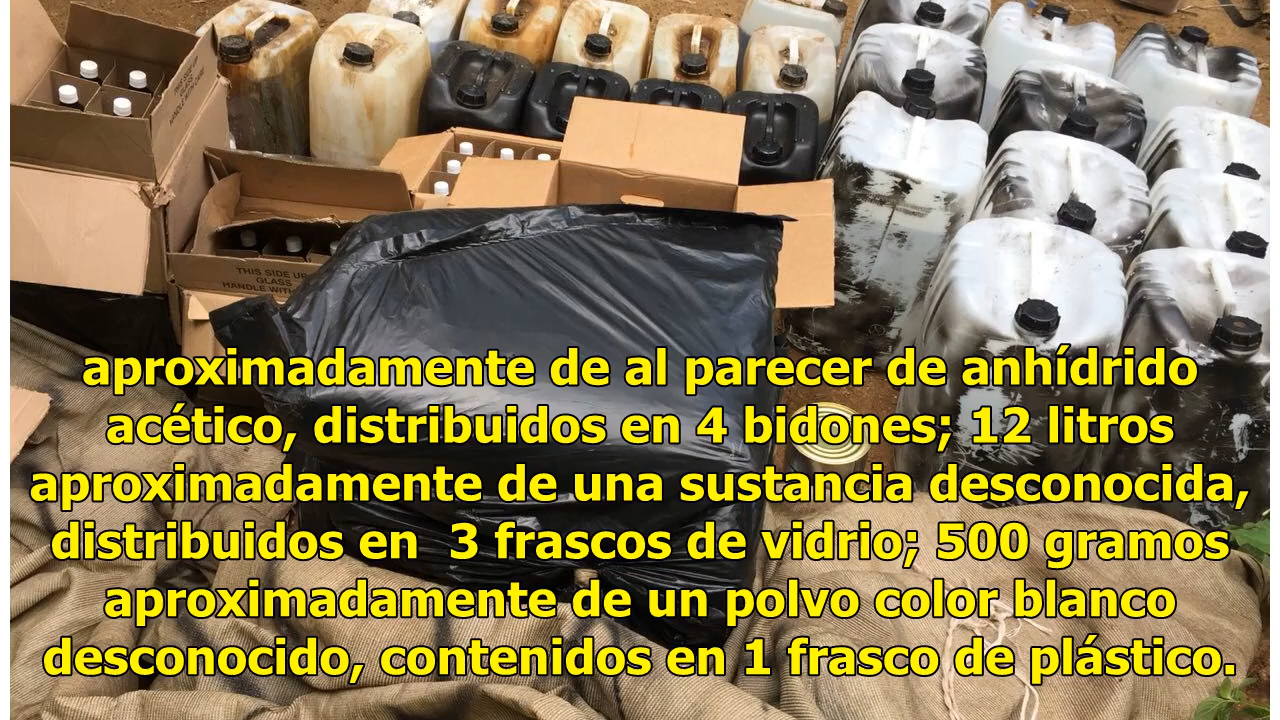 THIS SIDE UP
GLASS
HANDLE WITH
aproximadamente de al parecer de anhídrido
acético, distribuidos en 4 bidones; 12 litros
aproximadamente de una sustancia desconocida,
distribuidos en  3 frascos de vidrio; 500 gramos
aproximadamente de un polvo color blanco
desconocido, contenidos en 1 frasco de plástico.